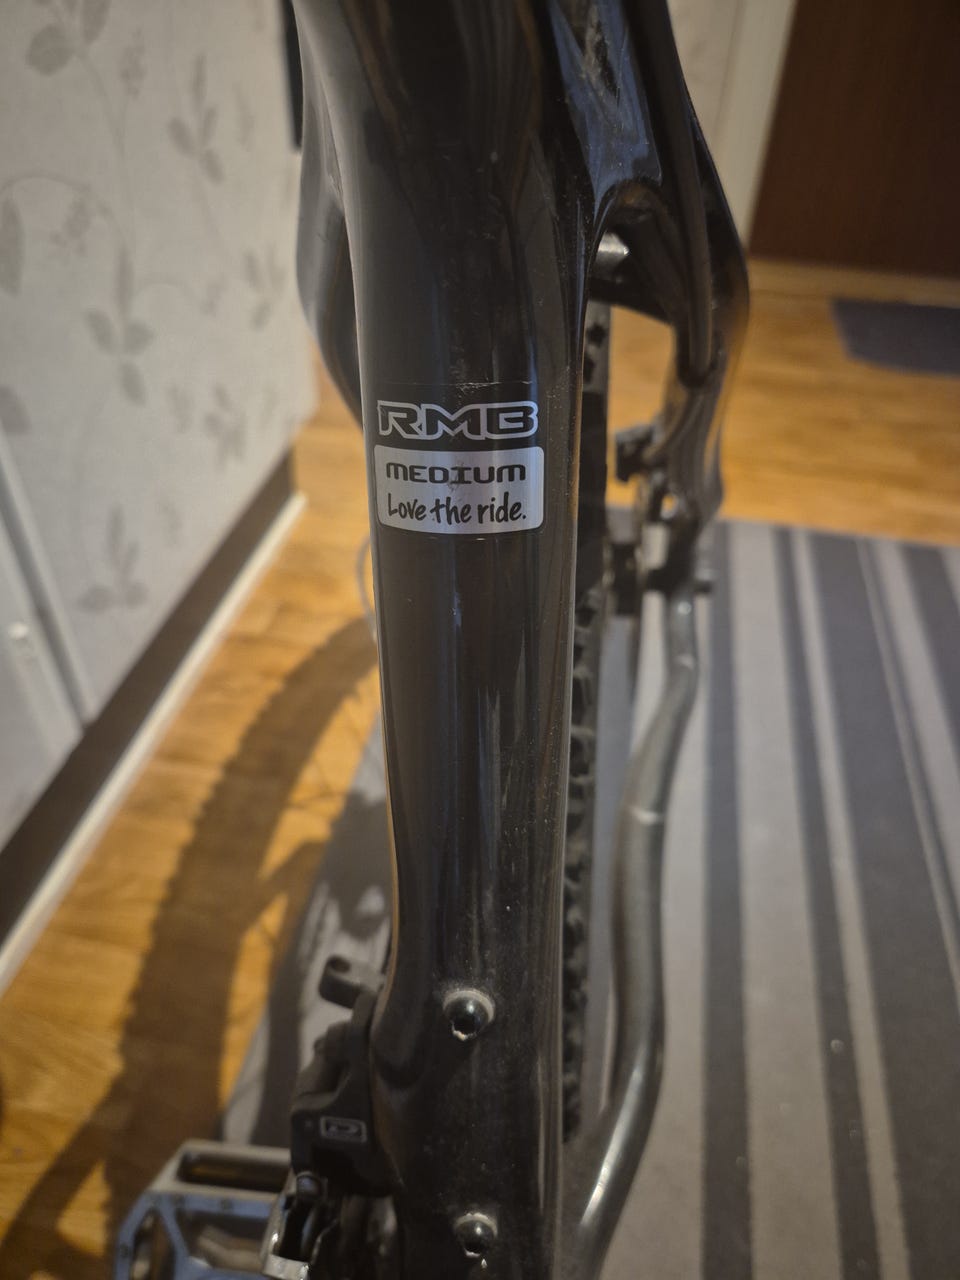 RMB
MEDIUM
Love the ride.